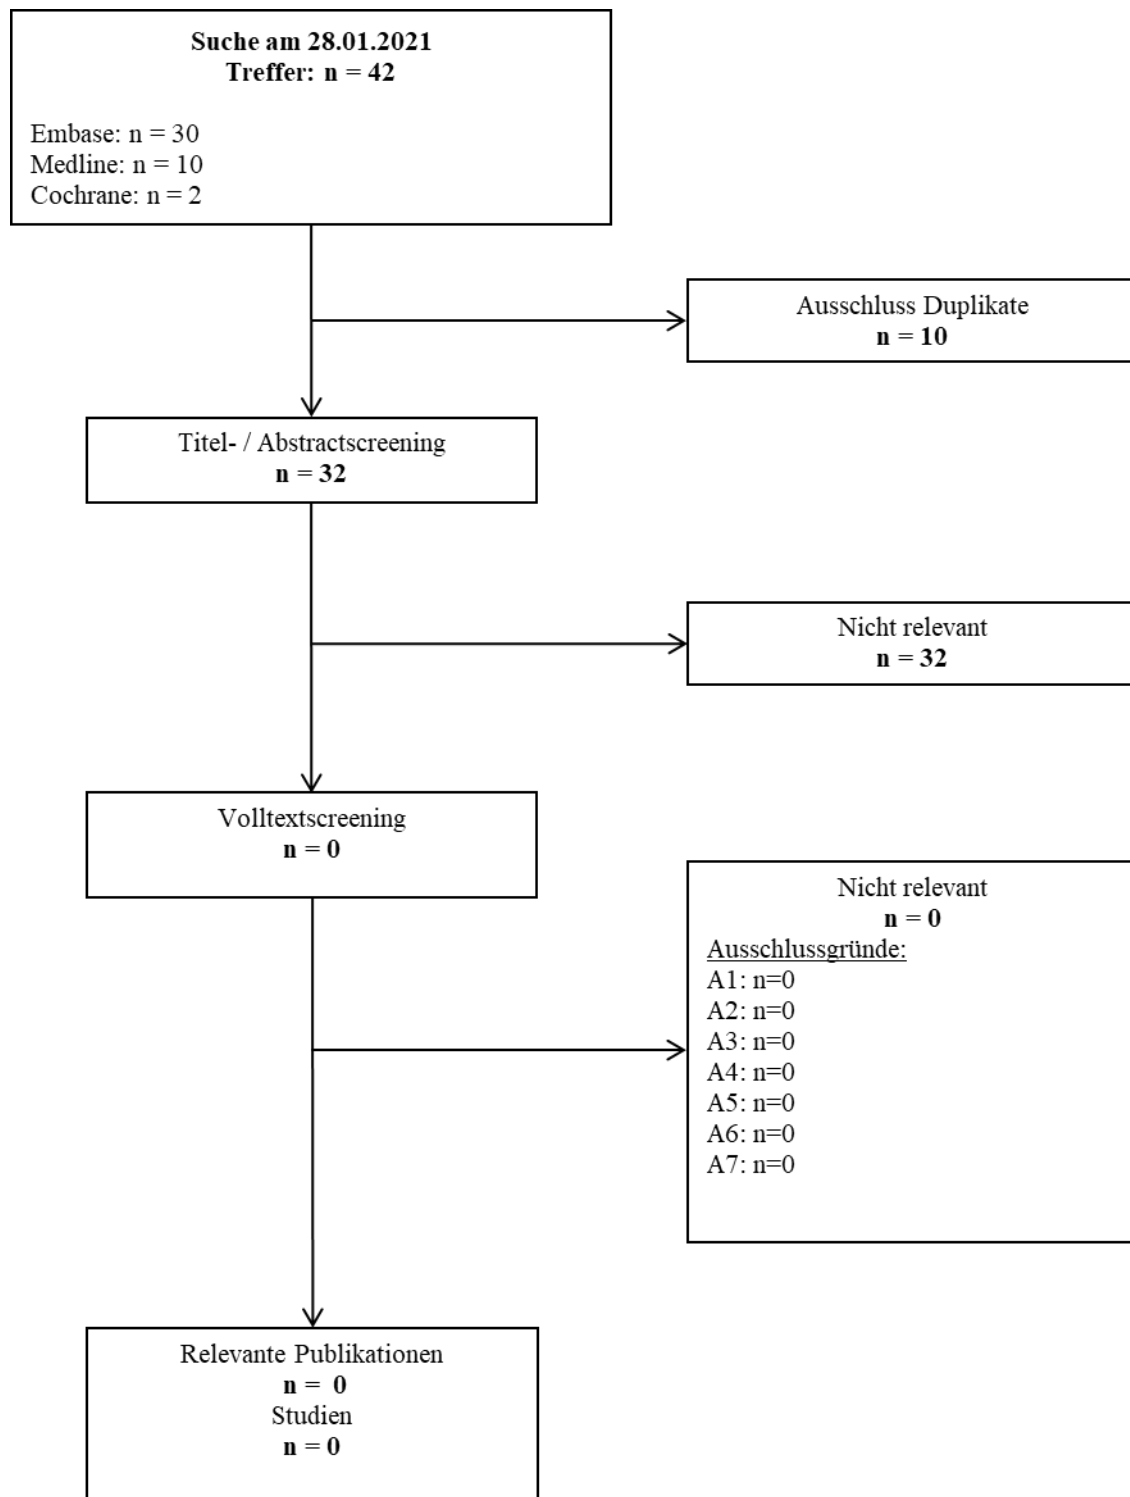 Suche am 28.01.2021
Treffer: n = 42
Embase: n = 30
Medline: n = 10
Cochrane: n = 2
Ausschluss Duplikate
n = 10
Titel- / Abstractscreening
n = 32
Nicht relevant
n = 32
Volltextscreening
n = 0
Nicht relevant
n = 0
Ausschlussgründe:
A1: n=0
A2: n=0
A3: n=0
A4: n=0
A5: n=0
A6: n=0
A7: n=0
Relevante Publikationen
n = 0
Studien
n = 0